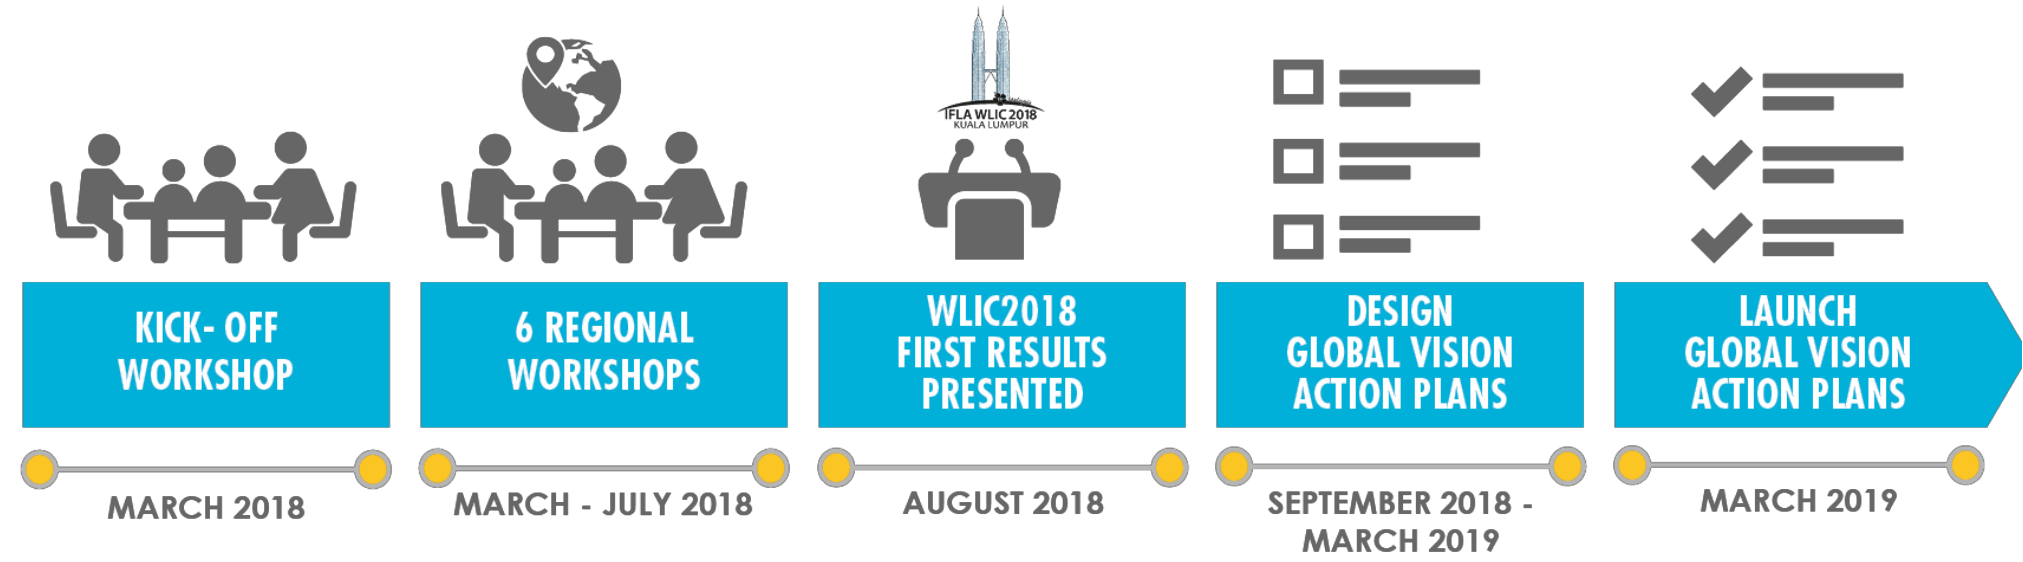 IFLA WLIC 2018
KUALA LUMPUR
KICK- OFF
WORKSHOP
6 REGIONAL
WORKSHOPS
WLIC2018
FIRST RESULTS
PRESENTED
DESIGN
GLOBAL VISION
ACTION PLANS
LAUNCH
GLOBAL VISION
ACTION PLANS
MARCH 2018
MARCH - JULY 2018
AUGUST 2018
SEPTEMBER 2018 -
MARCH 2019
MARCH 2019